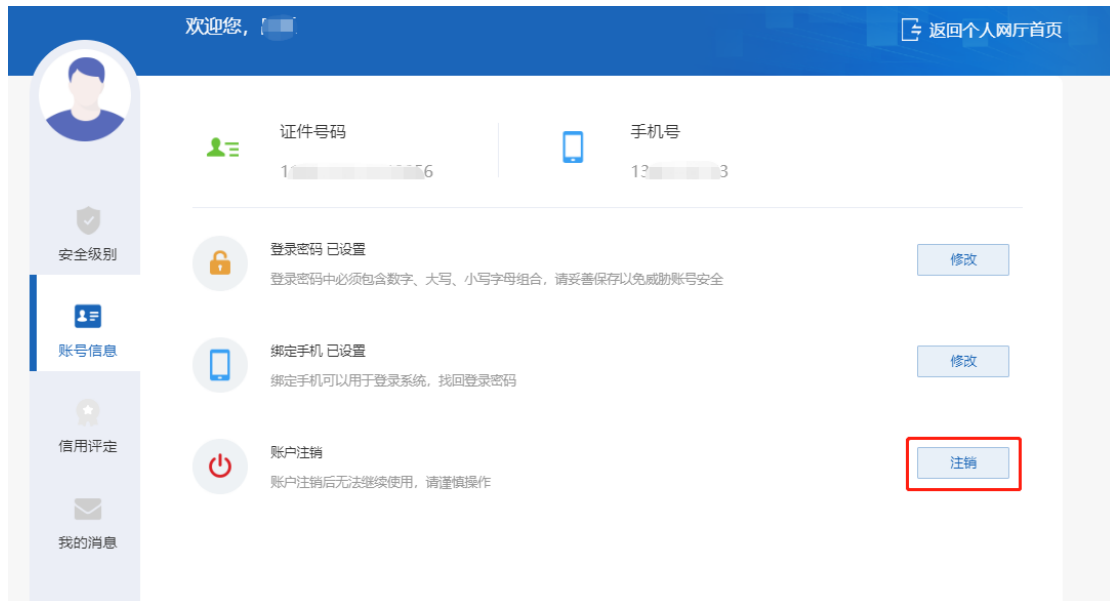 欢迎您，
返回个人网厅首页
证件号码
手机号
1 6
13 3
安全级别
登录密码 已设置
登录密码中必须包含数字、大写、小写字母组合，请妥善保存以免威胁账号安全
修改
账号信息
绑定手机 已设置
绑定手机可以用于登录系统，找回登录密码
修改
信用评定
账户注销
账户注销后无法继续使用，请谨慎操作
注销
我的消息